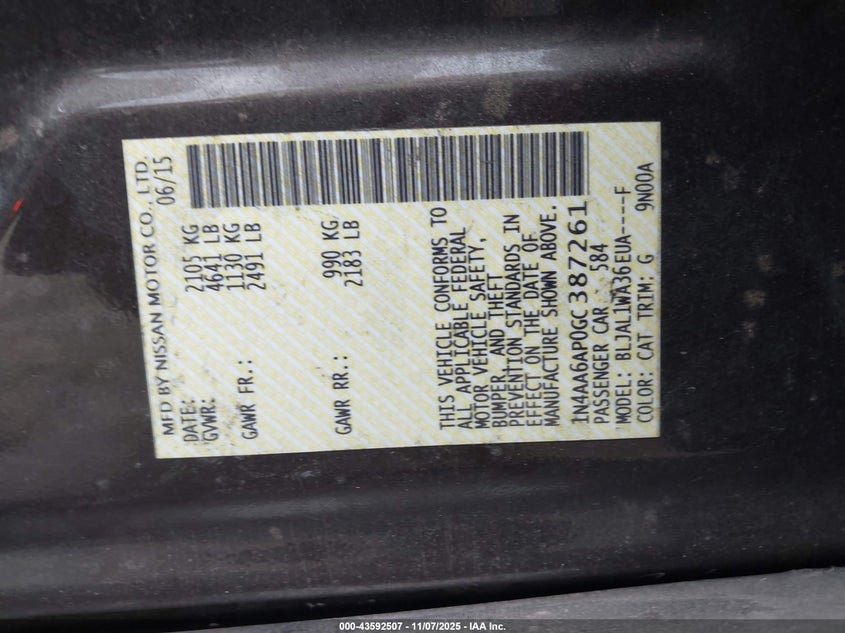 MFD BY NISSAN MOTOR CO., LTD.
DATE: 06/15
GVWR: 2105 KG
4641 LB
GAWR FR.: 1130 KG
2491 LB
GAWR RR.: 990 KG
2183 LB
THIS VEHICLE CONFORMS TO
ALL APPLICABLE FEDERAL
MOTOR VEHICLE SAFETY,
BUMPER, AND THEFT
PREVENTION STANDARDS IN
EFFECT ON THE DATE OF
MANUFACTURE SHOWN ABOVE.
1N4AA6AP0GC387261
PASSENGER CAR 584
MODEL: BLJAL1WA36EUA----F
COLOR: CAT TRIM: G 9N00A
000-43592507 - 11/07/2025 - IAA Inc.